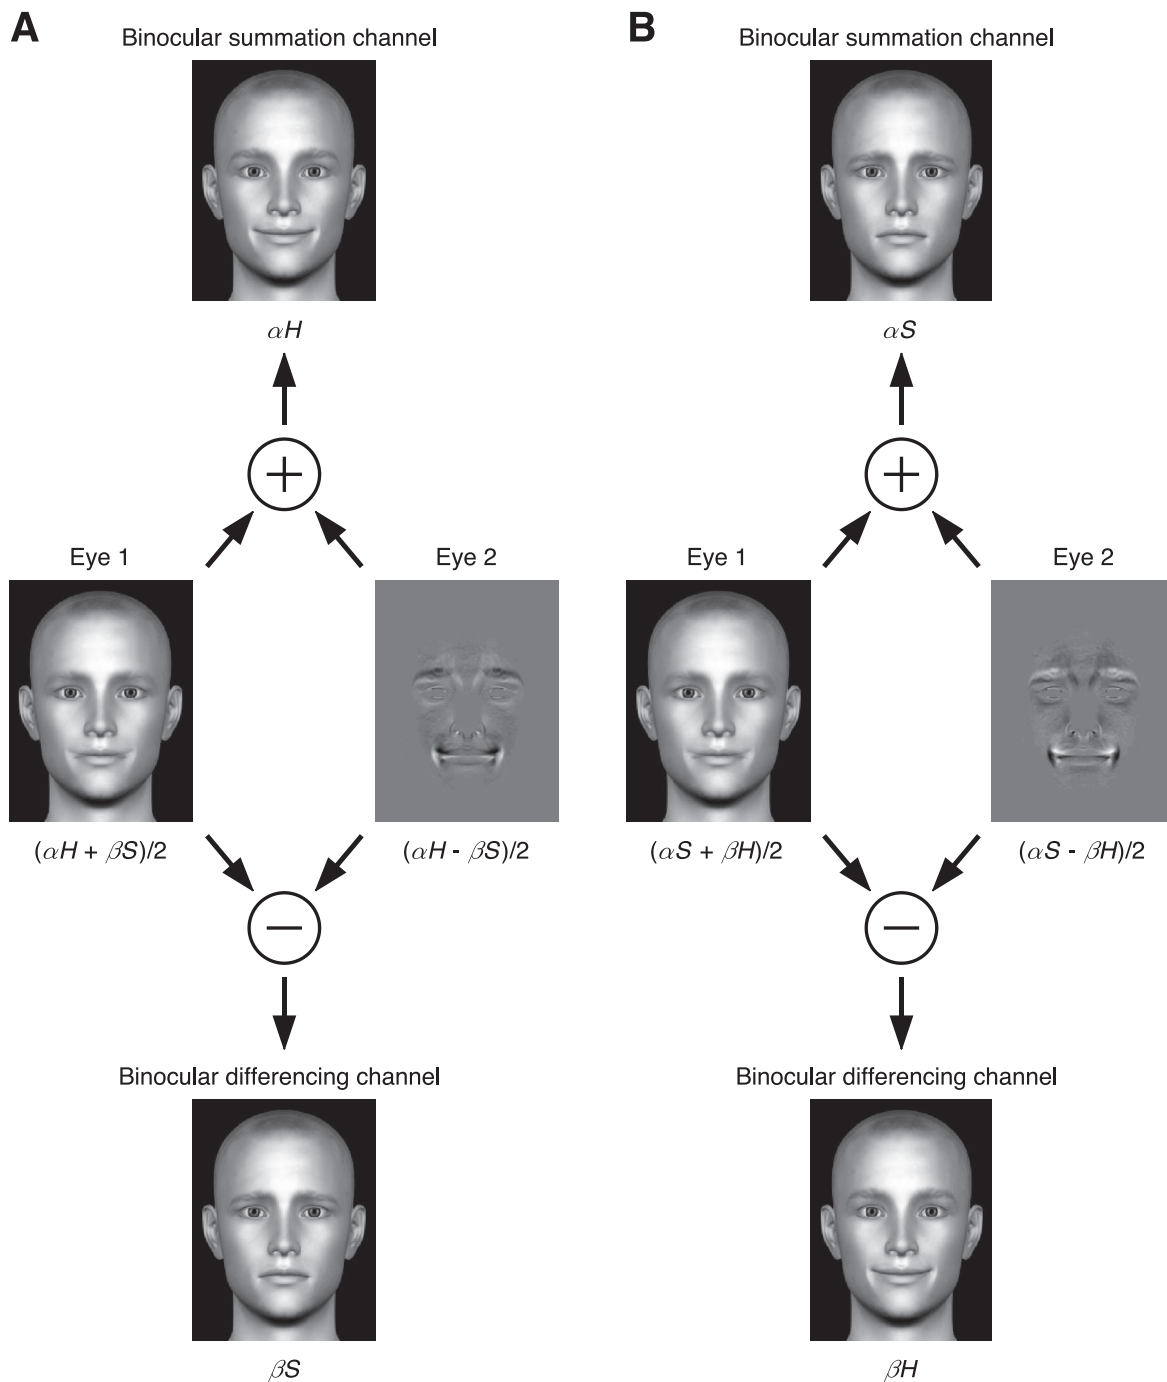 A
Binocular summation channel
αH
+
Eye 1
Eye 2
(αH + βS)/2
(αH - βS)/2
−
Binocular differencing channel
βS
B
Binocular summation channel
αS
+
Eye 1
Eye 2
(αS + βH)/2
(αS - βH)/2
−
Binocular differencing channel
βH